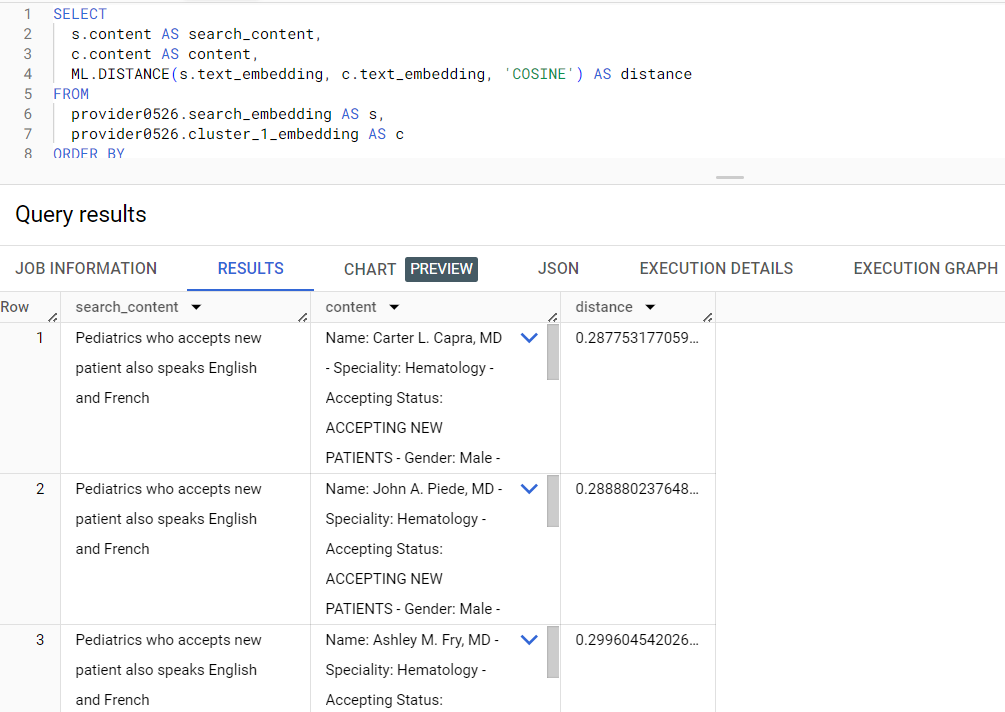 1 SELECT
2 s.content AS search_content,
3 c.content AS content,
4 ML.DISTANCE(s.text_embedding, c.text_embedding, 'COSINE') AS distance
5 FROM
6 provider0526.search_embedding AS s,
7 provider0526.cluster_1_embedding AS c
8 ORDER BY
Query results
JOB INFORMATION RESULTS CHART PREVIEW JSON EXECUTION DETAILS EXECUTION GRAPH
Row search_content content distance
1 Pediatrics who accepts new Name: Carter L. Capra, MD 0.287753177059...
patient also speaks English - Speciality: Hematology -
and French Accepting Status:
ACCEPTING NEW
PATIENTS - Gender: Male -
2 Pediatrics who accepts new Name: John A. Piede, MD - 0.288880237648...
patient also speaks English Speciality: Hematology -
and French Accepting Status:
ACCEPTING NEW
PATIENTS - Gender: Male -
3 Pediatrics who accepts new Name: Ashley M. Fry, MD - 0.299604542026...
patient also speaks English Speciality: Hematology -
and French Accepting Status: